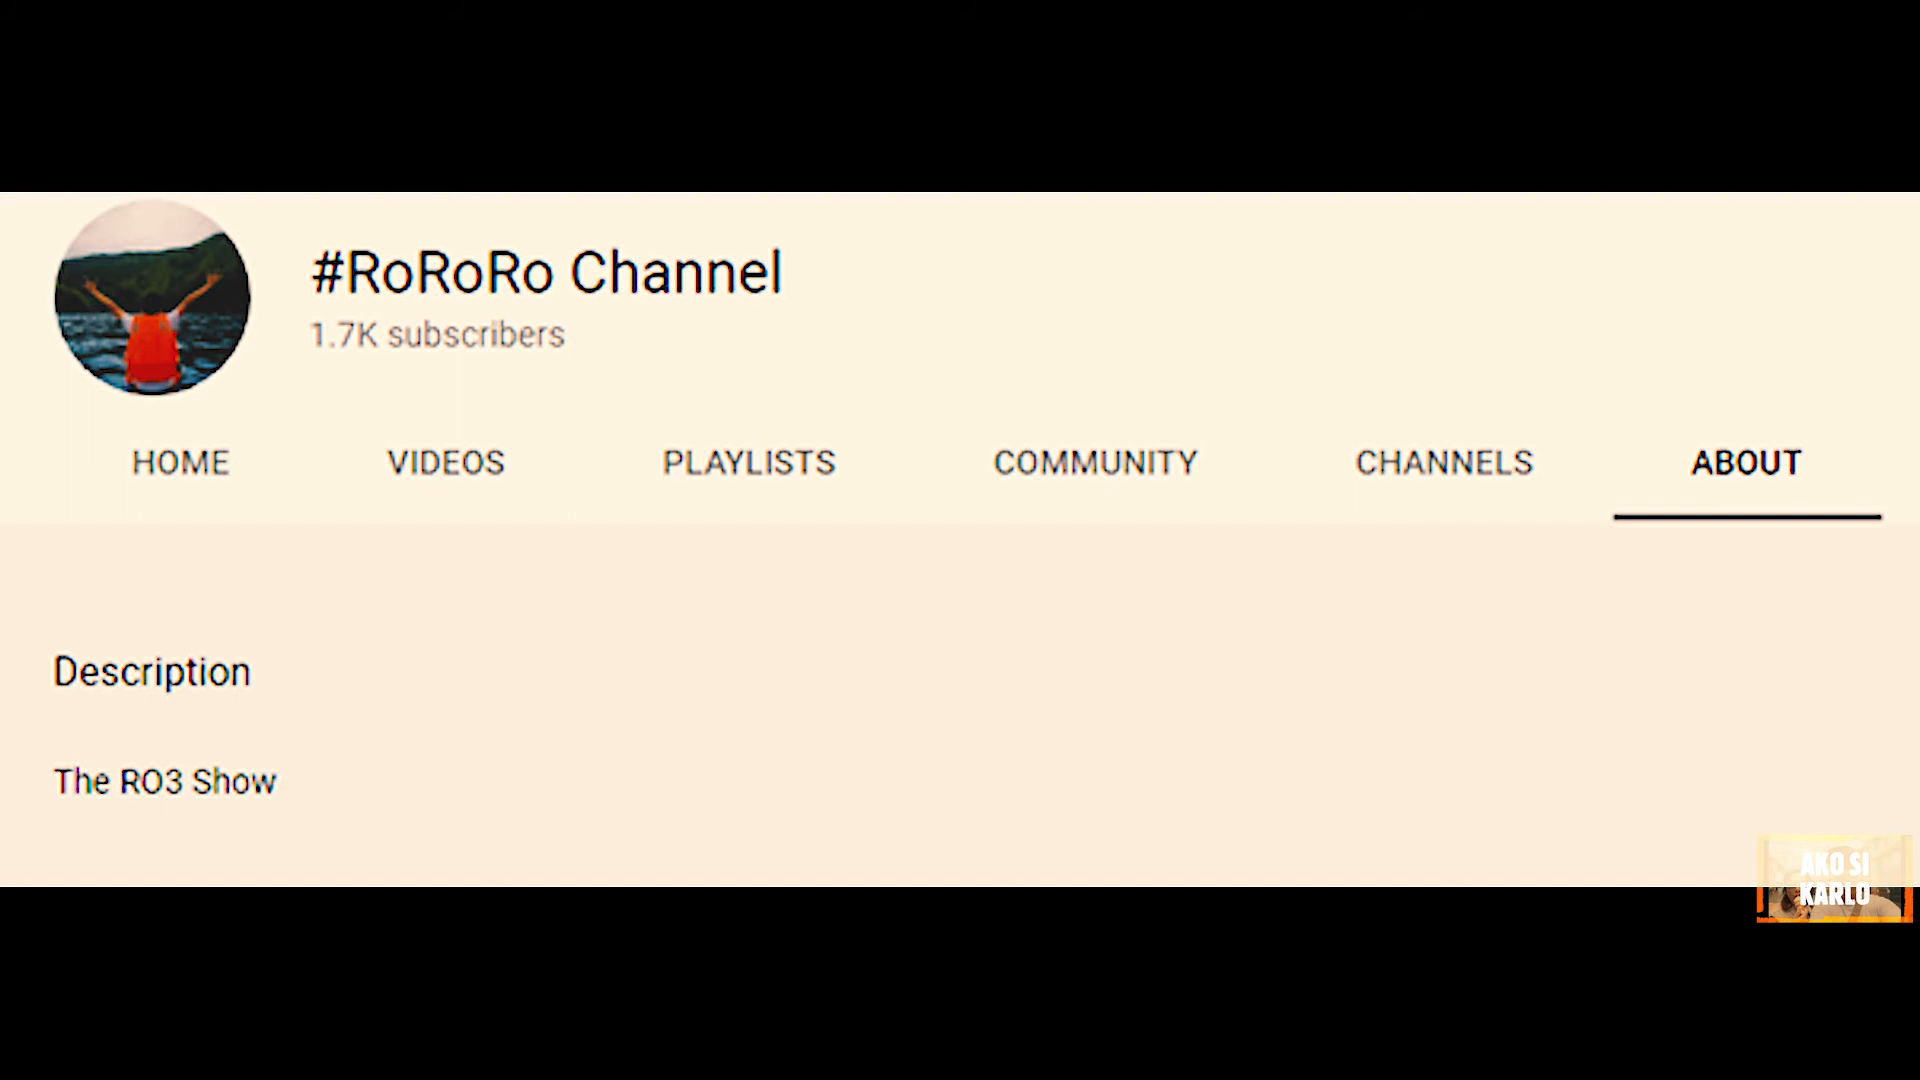 #RoRoRo Channel
1.7K subscribers
HOME VIDEOS PLAYLISTS COMMUNITY CHANNELS ABOUT
Description
The RO3 Show
AKO SI
KARLO